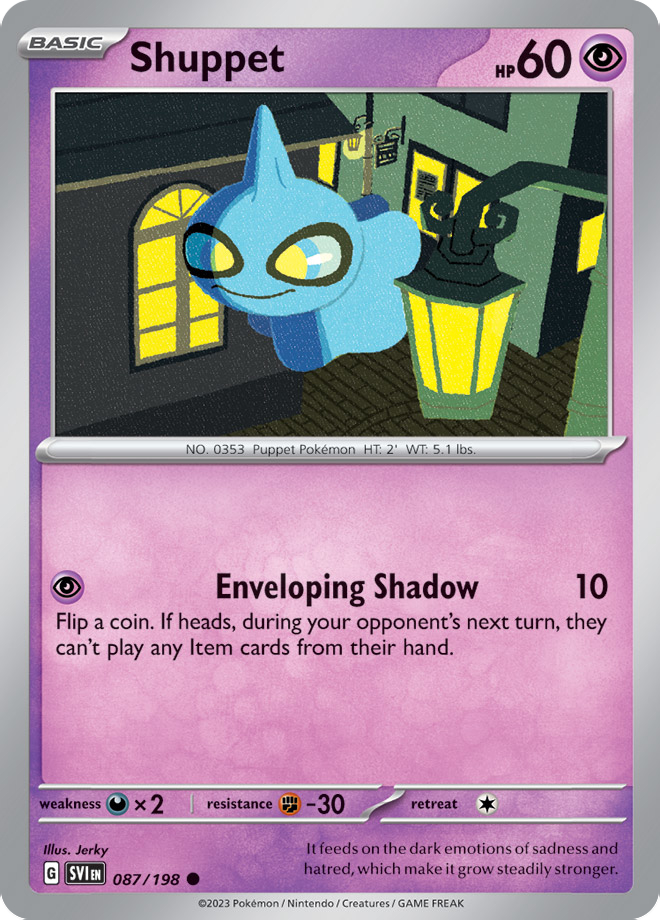 BASIC
Shuppet
HP60
NO. 0353 Puppet Pokémon HT: 2' WT: 5.1 lbs.
Enveloping Shadow 10
Flip a coin. If heads, during your opponent's next turn, they
can't play any Item cards from their hand.
weakness ×2 resistance -30 retreat
Illus. Jerky
It feeds on the dark emotions of sadness and
hatred, which make it grow steadily stronger.
G SVI EN 087/198
©2023 Pokémon / Nintendo / Creatures / GAME FREAK